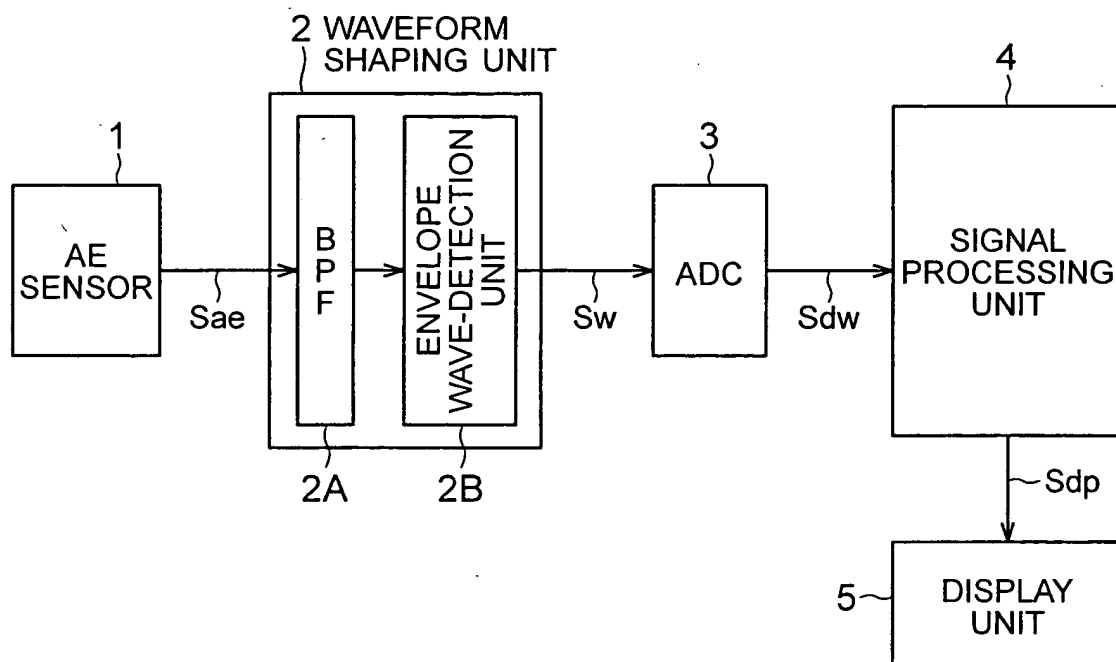 2 WAVEFORM
SHAPING UNIT
4
1
3
AE
SENSOR
Sae
B
P
F
ENVELOPE
WAVE-DETECTION
UNIT
Sw
ADC
Sdw
SIGNAL
PROCESSING
UNIT
2A
2B
Sdp
5
DISPLAY
UNIT